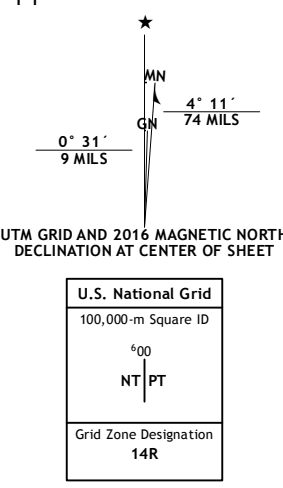 ★
MN
4° 11´
74 MILS
GN
0° 31´
9 MILS
UTM GRID AND 2016 MAGNETIC NORTH
DECLINATION AT CENTER OF SHEET
U.S. National Grid
100,000-m Square ID
⁶00
NT PT
Grid Zone Designation
14R